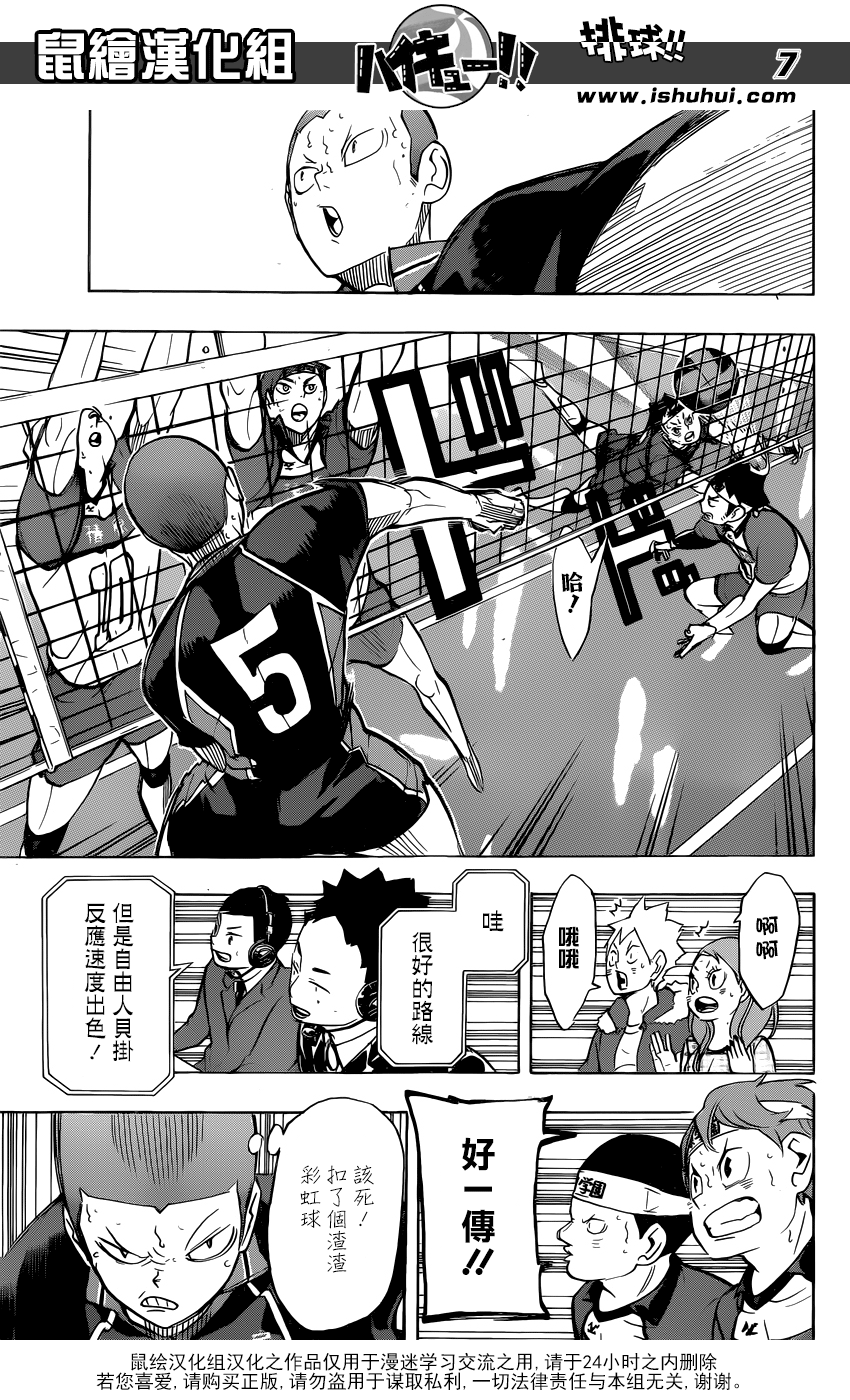 鼠繪漢化組
ハイキュー!!
排球!!
7
www.ishuhui.com
哈!
5
啊啊
哦哦
哇
很好的路線
但是自由人貝掛
反應速度出色!
好一傳!!
学園
該死!
扣了個渣渣
彩虹球
鼠绘汉化组汉化之作品仅用于漫迷学习交流之用, 请于24小时之内删除
若您喜爱, 请购买正版, 请勿盗用于谋取私利, 一切法律责任与本组无关, 谢谢。